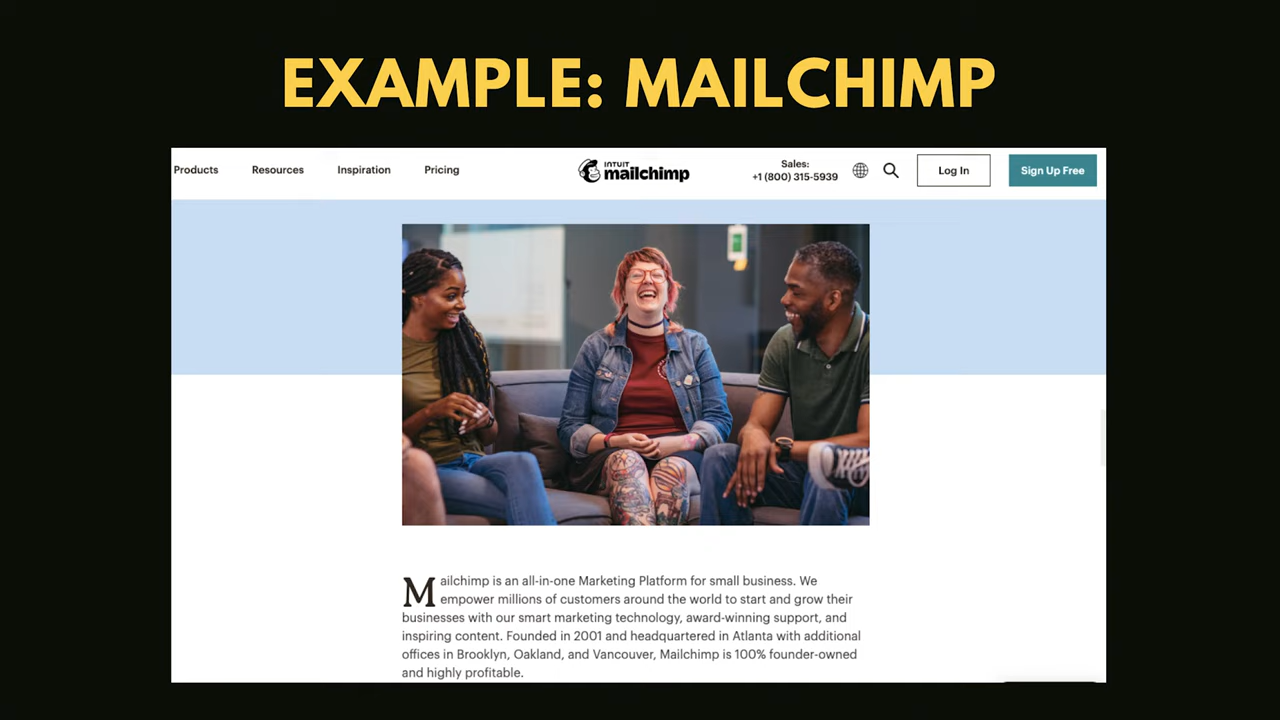 EXAMPLE: MAILCHIMP
Products Resources Inspiration Pricing
INTUIT
mailchimp
Sales:
+1 (800) 315-5939
Log In
Sign Up Free
Mailchimp is an all-in-one Marketing Platform for small business. We
empower millions of customers around the world to start and grow their
businesses with our smart marketing technology, award-winning support, and
inspiring content. Founded in 2001 and headquartered in Atlanta with additional
offices in Brooklyn, Oakland, and Vancouver, Mailchimp is 100% founder-owned
and highly profitable.